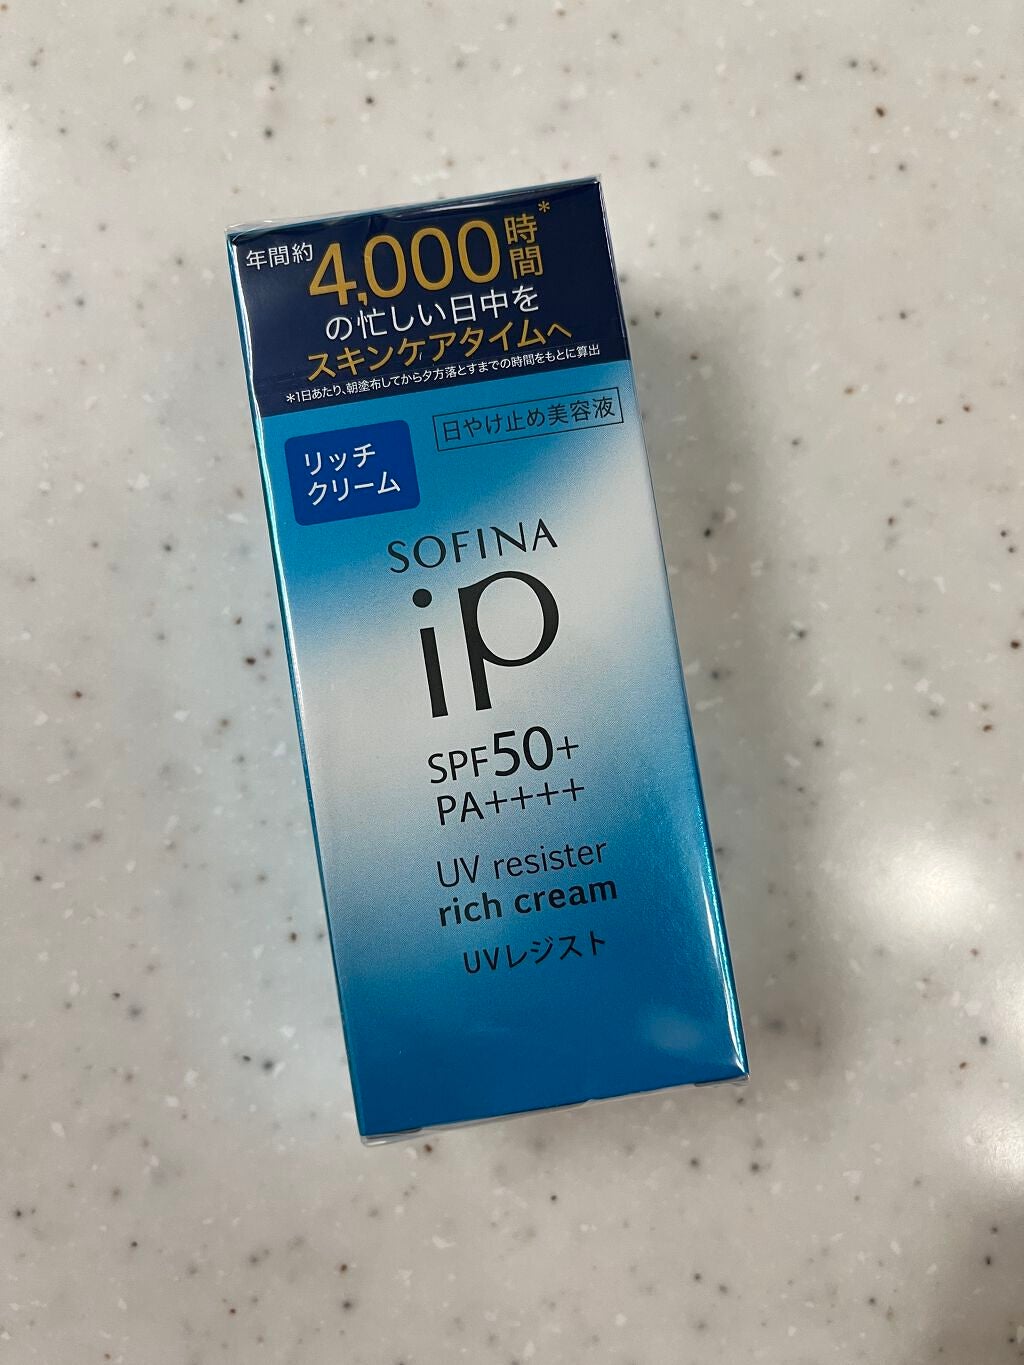 年間約4,000時間*
の忙しい日中を
スキンケアタイムへ
*1日あたり、朝塗布してから夕方落とすまでの時間をもとに算出
日やけ止め美容液
リッチ
クリーム
SOFINA
iP
SPF50+
PA++++
UV resister
rich cream
UVレジスト